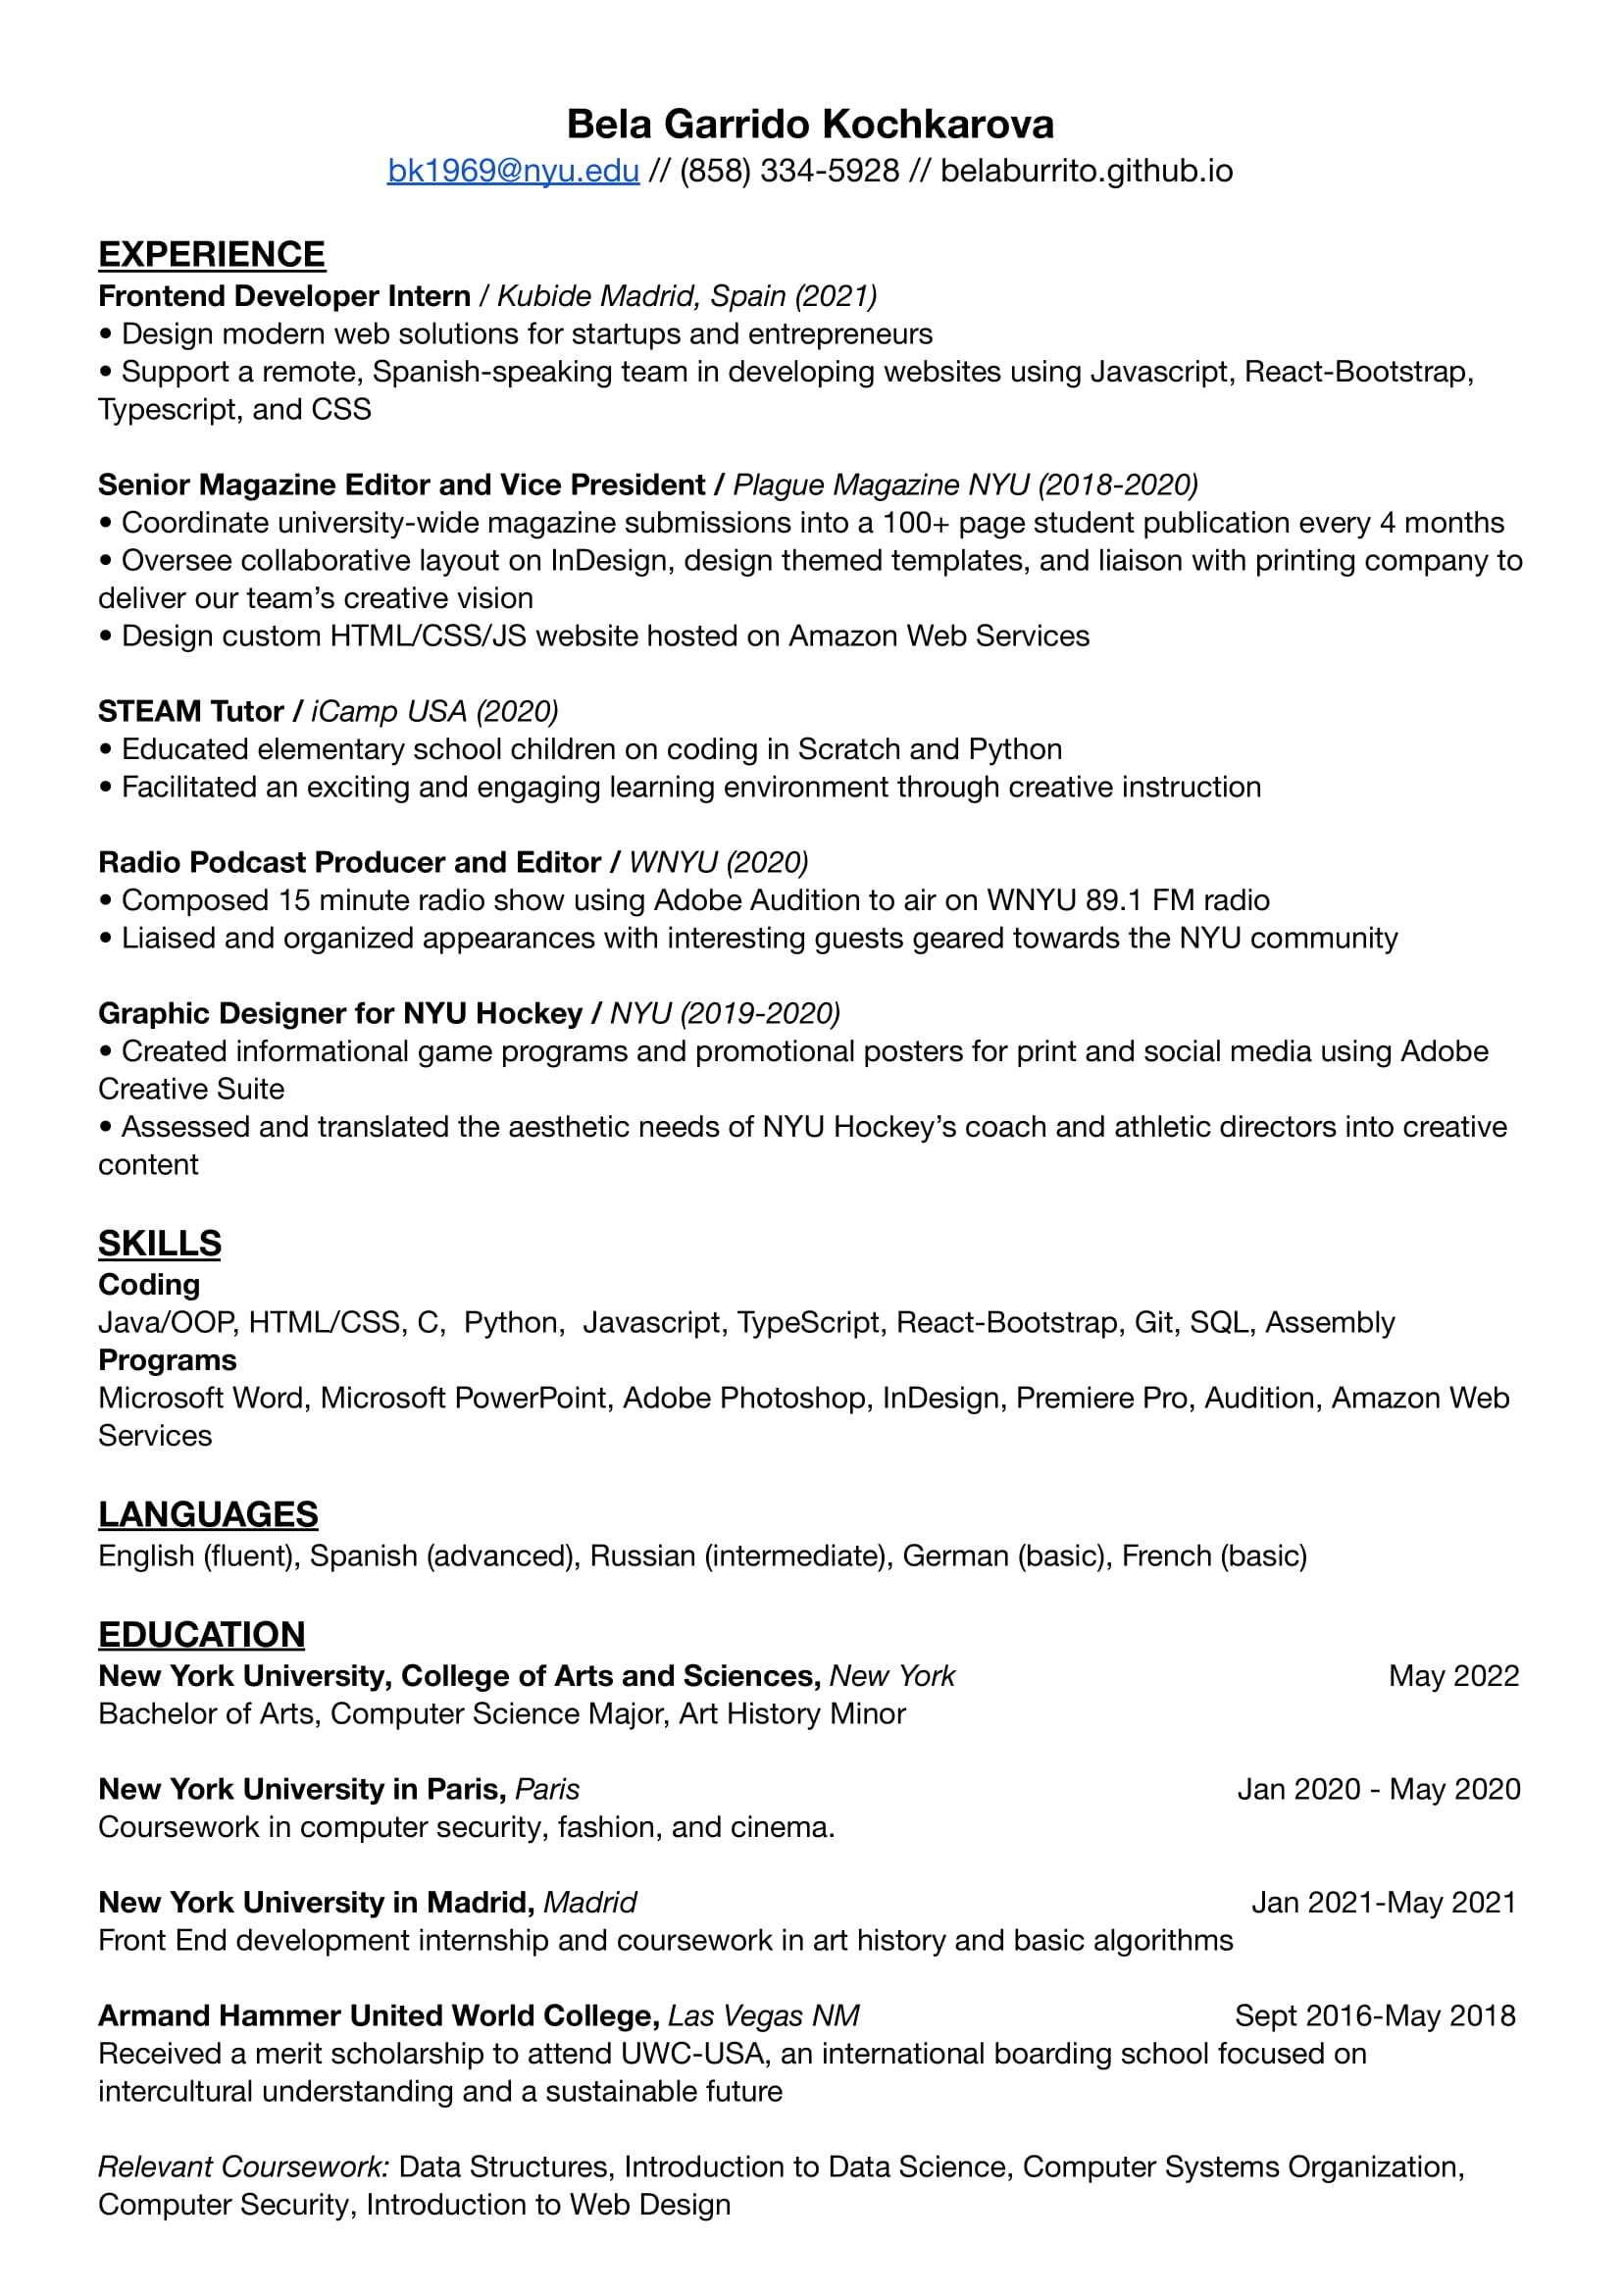 Bela Garrido Kochkarova
bk1969@nyu.edu // (858) 334-5928 // belaburrito.github.io
EXPERIENCE
Frontend Developer Intern / Kubide Madrid, Spain (2021)
• Design modern web solutions for startups and entrepreneurs
• Support a remote, Spanish-speaking team in developing websites using Javascript, React-Bootstrap,
Typescript, and CSS
Senior Magazine Editor and Vice President / Plague Magazine NYU (2018-2020)
• Coordinate university-wide magazine submissions into a 100+ page student publication every 4 months
• Oversee collaborative layout on InDesign, design themed templates, and liaison with printing company to
deliver our team’s creative vision
• Design custom HTML/CSS/JS website hosted on Amazon Web Services
STEAM Tutor / iCamp USA (2020)
• Educated elementary school children on coding in Scratch and Python
• Facilitated an exciting and engaging learning environment through creative instruction
Radio Podcast Producer and Editor / WNYU (2020)
• Composed 15 minute radio show using Adobe Audition to air on WNYU 89.1 FM radio
• Liaised and organized appearances with interesting guests geared towards the NYU community
Graphic Designer for NYU Hockey / NYU (2019-2020)
• Created informational game programs and promotional posters for print and social media using Adobe
Creative Suite
• Assessed and translated the aesthetic needs of NYU Hockey’s coach and athletic directors into creative
content
SKILLS
Coding
Java/OOP, HTML/CSS, C,  Python,  Javascript, TypeScript, React-Bootstrap, Git, SQL, Assembly
Programs
Microsoft Word, Microsoft PowerPoint, Adobe Photoshop, InDesign, Premiere Pro, Audition, Amazon Web
Services
LANGUAGES
English (fluent), Spanish (advanced), Russian (intermediate), German (basic), French (basic)
EDUCATION
New York University, College of Arts and Sciences, New York May 2022
Bachelor of Arts, Computer Science Major, Art History Minor
New York University in Paris, Paris Jan 2020 - May 2020
Coursework in computer security, fashion, and cinema.
New York University in Madrid, Madrid Jan 2021-May 2021
Front End development internship and coursework in art history and basic algorithms
Armand Hammer United World College, Las Vegas NM Sept 2016-May 2018
Received a merit scholarship to attend UWC-USA, an international boarding school focused on
intercultural understanding and a sustainable future
Relevant Coursework: Data Structures, Introduction to Data Science, Computer Systems Organization,
Computer Security, Introduction to Web Design